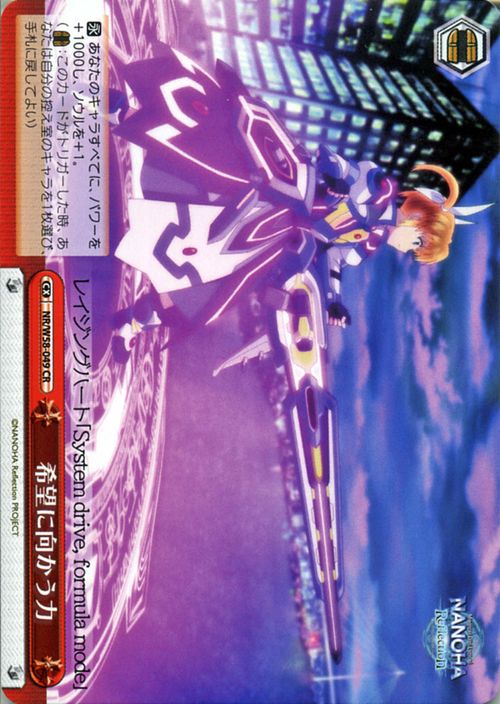 Magical Girl Lyrical
NANOHA
Reflection
レイジングハート「System drive, formula mode」
【永】 あなたのキャラすべてに、パワーを
+1000し、ソウルを+1。
( :このカードがトリガーした時、あ
なたは自分の控え室のキャラを1枚選び、
手札に戻してよい)
CX
NR/W58-049 CR
希望に向かう力
©NANOHA Reflection PROJECT